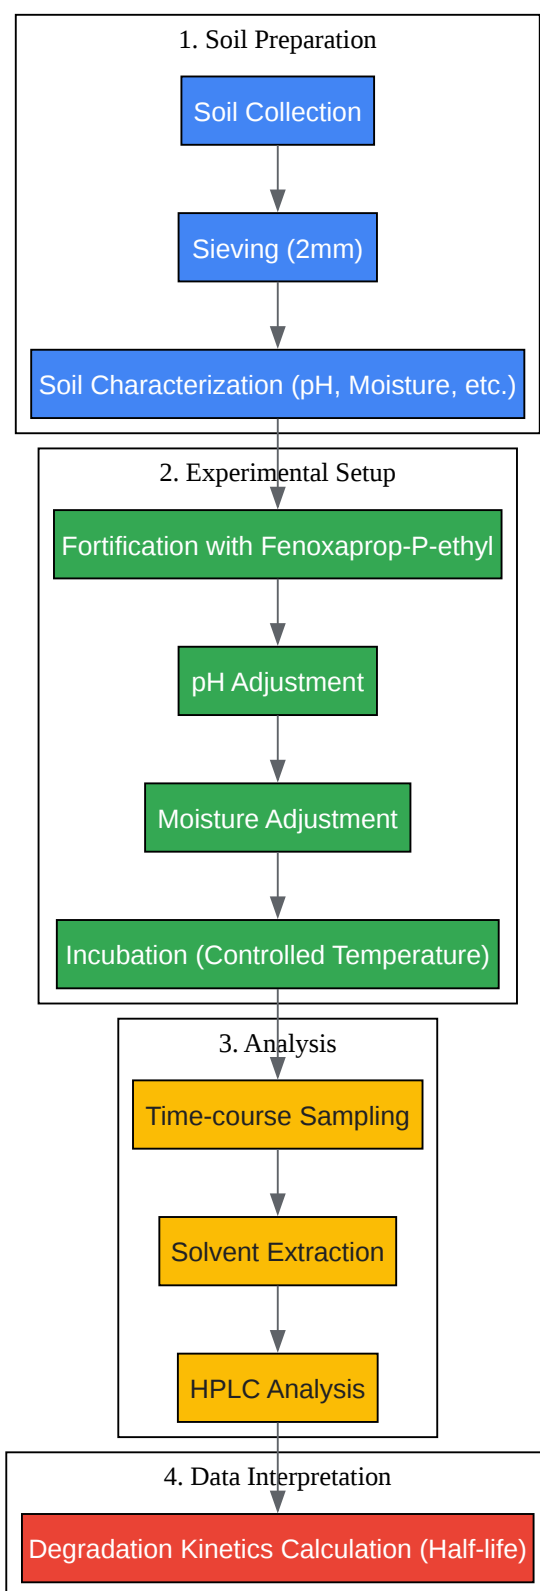 1. Soil Preparation
Soil Collection
Sieving (2mm)
Soil Characterization (pH, Moisture, etc.)
2. Experimental Setup
Fortification with Fenoxaprop-P-ethyl
pH Adjustment
Moisture Adjustment
Incubation (Controlled Temperature)
3. Analysis
Time-course Sampling
Solvent Extraction
HPLC Analysis
4. Data Interpretation
Degradation Kinetics Calculation (Half-life)